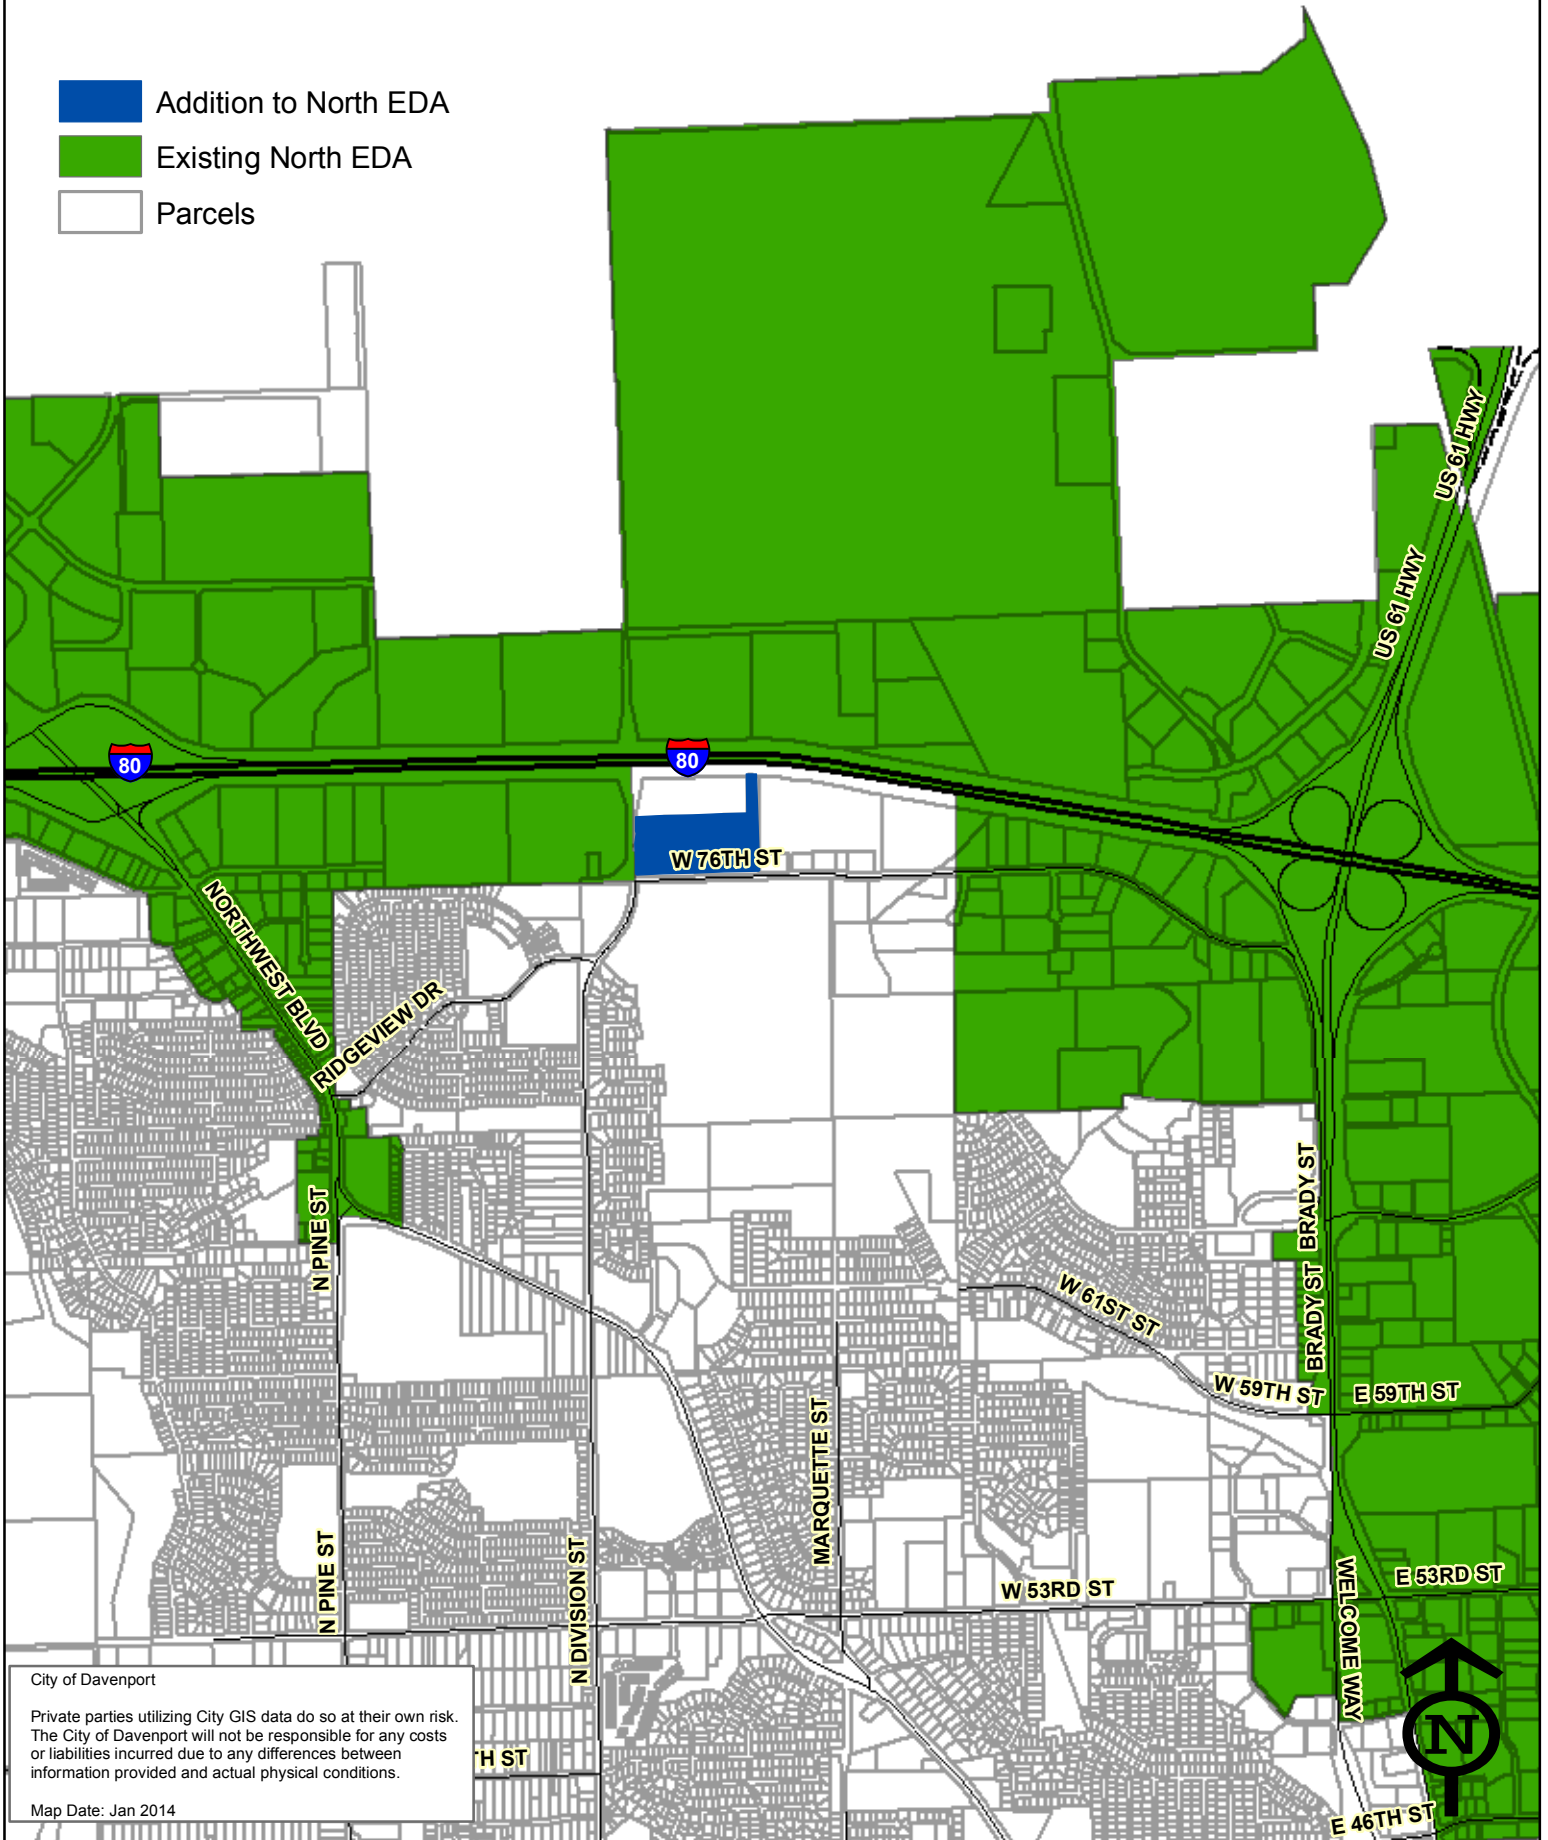 Addition to North EDA
Existing North EDA
Parcels
US 61 HWY
US 61 HWY
80
80
W 76TH ST
NORTHWEST BLVD
RIDGEVIEW DR
N PINE ST
BRADY ST
BRADY ST
W 61ST ST
W 59TH ST
E 59TH ST
MARQUETTE ST
N PINE ST
N DIVISION ST
W 53RD ST
E 53RD ST
WELCOME WAY
TH ST
E 46TH ST
N
City of Davenport
Private parties utilizing City GIS data do so at their own risk.
The City of Davenport will not be responsible for any costs
or liabilities incurred due to any differences between
information provided and actual physical conditions.
Map Date: Jan 2014